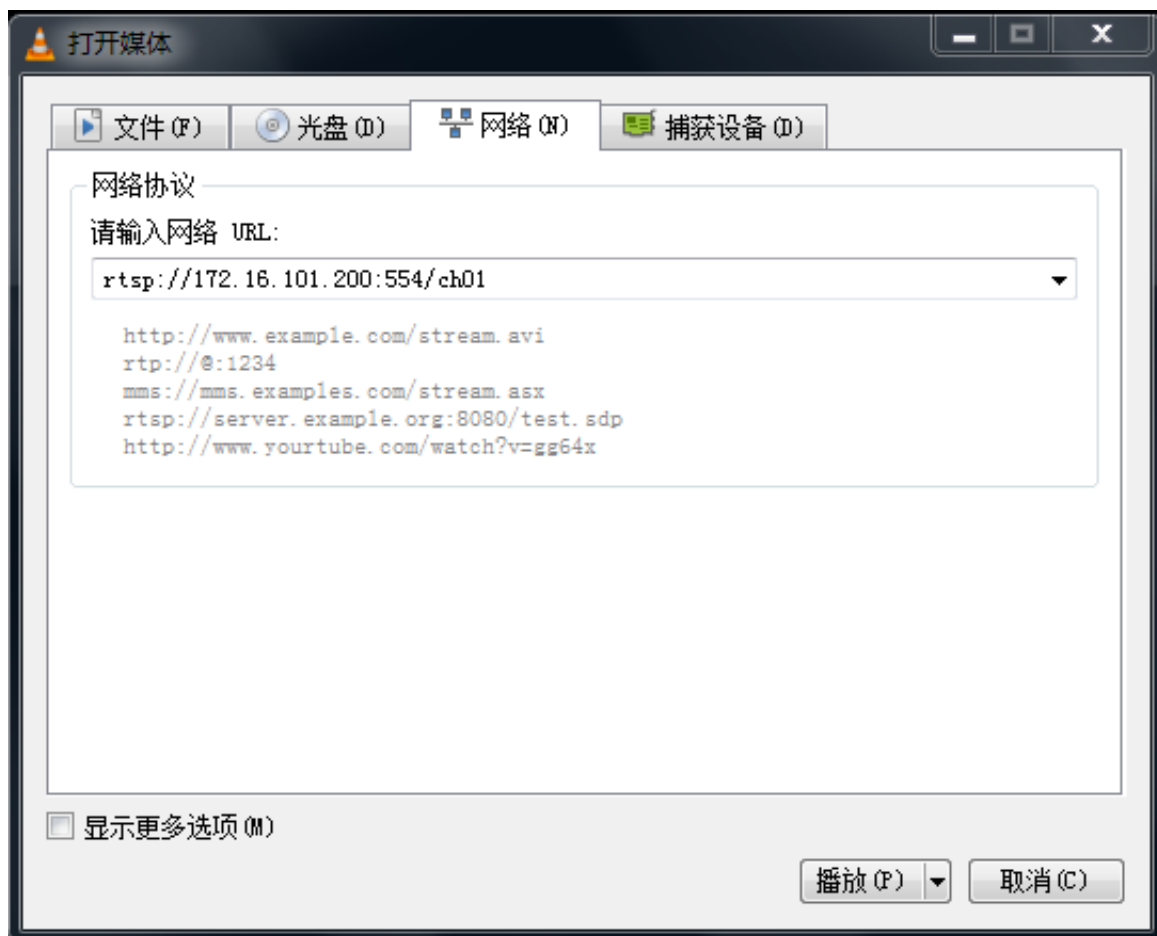 打开媒体
文件(F) 光盘(D) 网络(N) 捕获设备(D)
网络协议
请输入网络 URL:
rtsp://172.16.101.200:554/ch01
http://www.example.com/stream.avi
rtp://@:1234
mms://mms.examples.com/stream.asx
rtsp://server.example.org:8080/test.sdp
http://www.yourtube.com/watch?v=gg64x
显示更多选项(M)
播放(P) 取消(C)